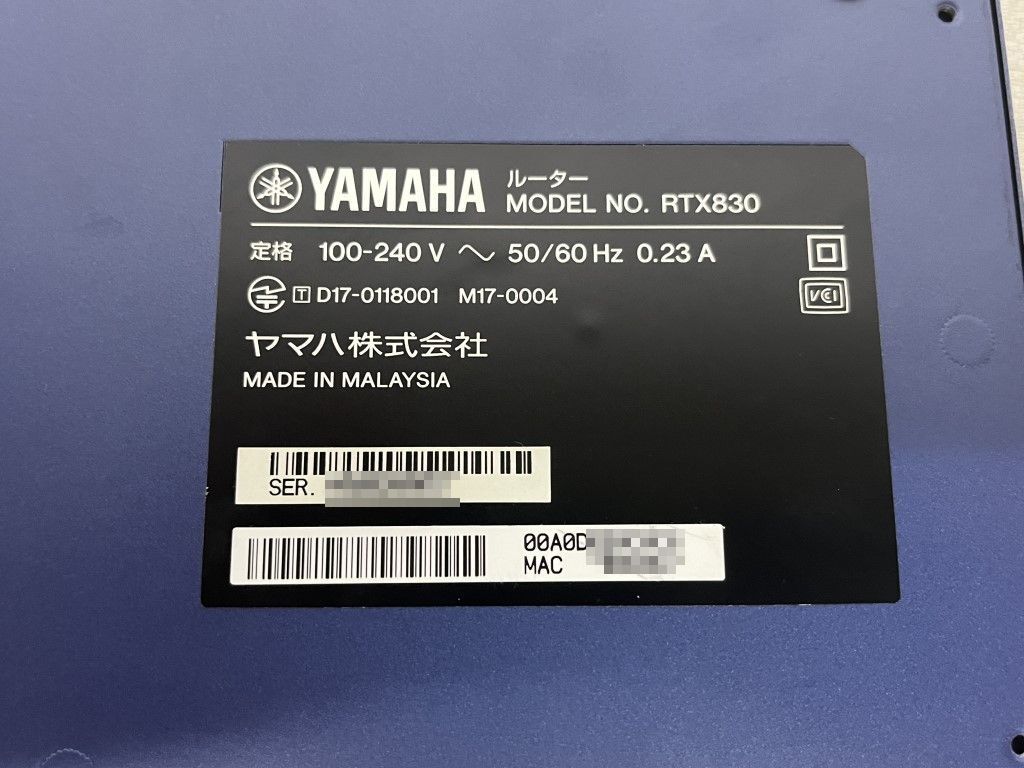 YAMAHA ルーター
MODEL NO. RTX830
定格 100-240 V ～ 50/60 Hz 0.23 A
T D17-0118001 M17-0004
VCI
ヤマハ株式会社
MADE IN MALAYSIA
SER.
00A0D
MAC